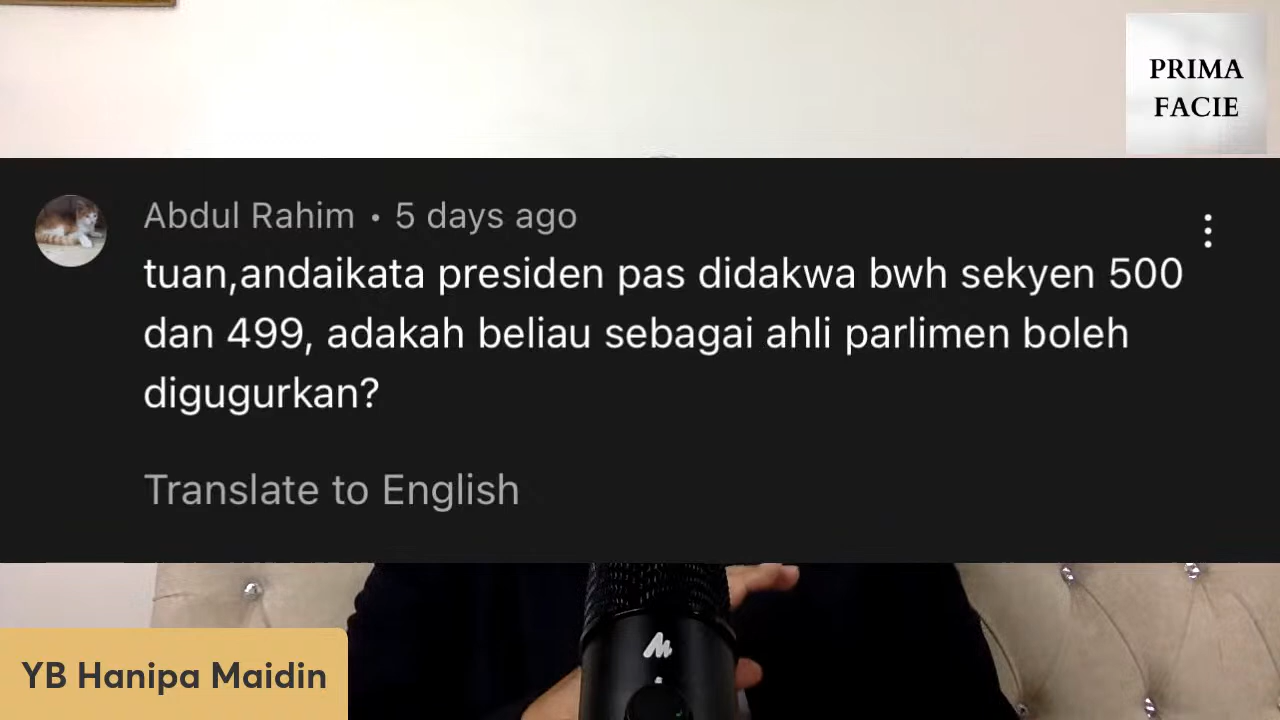 PRIMA
FACIE
Abdul Rahim • 5 days ago
tuan,andaikata presiden pas didakwa bwh sekyen 500
dan 499, adakah beliau sebagai ahli parlimen boleh
digugurkan?
Translate to English
YB Hanipa Maidin